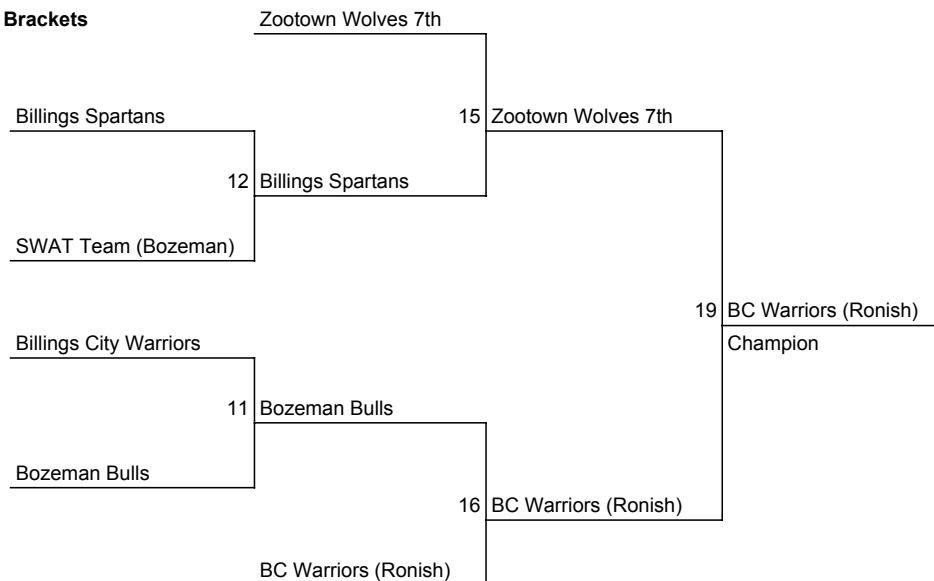 Brackets
Zootown Wolves 7th
Billings Spartans
15 Zootown Wolves 7th
12 Billings Spartans
SWAT Team (Bozeman)
19 BC Warriors (Ronish)
Billings City Warriors
Champion
11 Bozeman Bulls
Bozeman Bulls
16 BC Warriors (Ronish)
BC Warriors (Ronish)